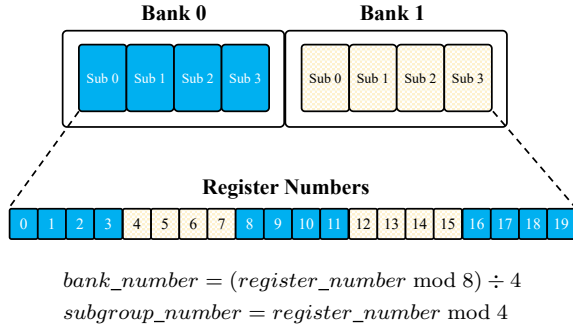 Bank 0 Bank 1
Sub 0 Sub 1 Sub 2 Sub 3 Sub 0 Sub 1 Sub 2 Sub 3
Register Numbers
0 1 2 3 4 5 6 7 8 9 10 11 12 13 14 15 16 17 18 19
bank_number = (register_number mod 8) ÷ 4
subgroup_number = register_number mod 4